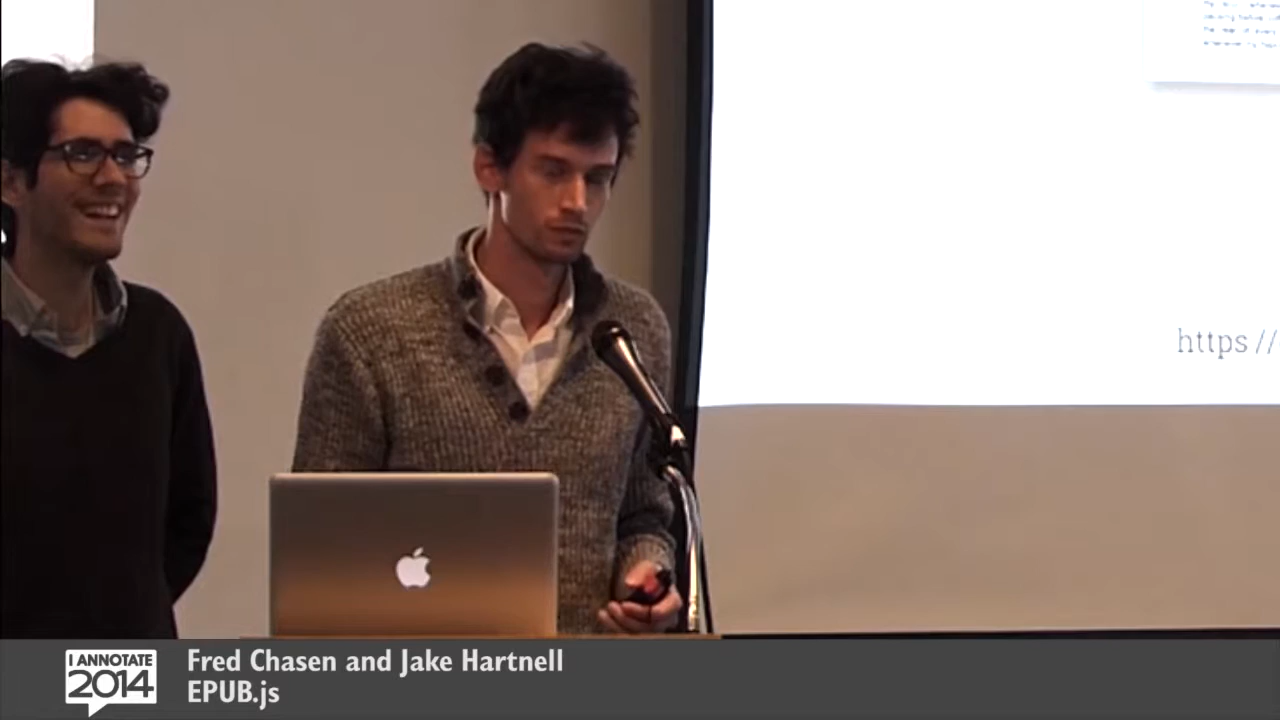 https://
I ANNOTATE
2014
Fred Chasen and Jake Hartnell
EPUB.js